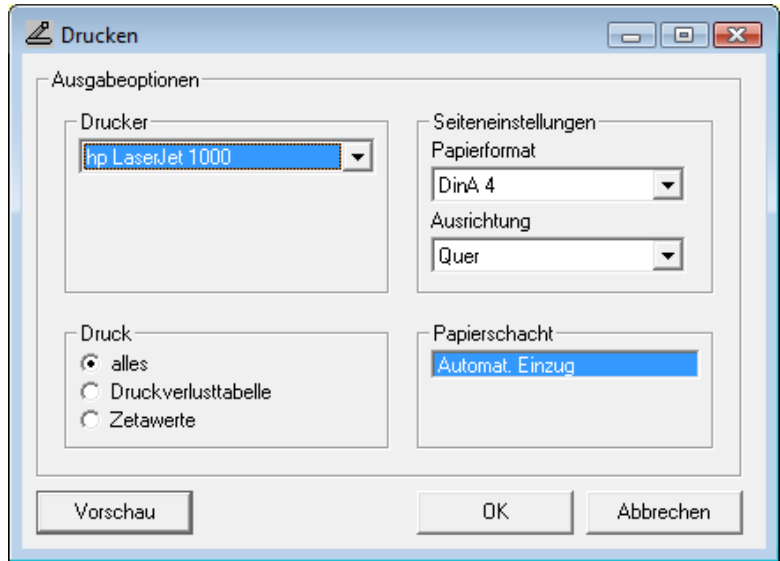 Drucken
Ausgabeoptionen
Drucker
hp LaserJet 1000
Seiteneinstellungen
Papierformat
DinA 4
Ausrichtung
Quer
Druck
alles
Druckverlusttabelle
Zetawerte
Papierschacht
Automat. Einzug
Vorschau
OK
Abbrechen